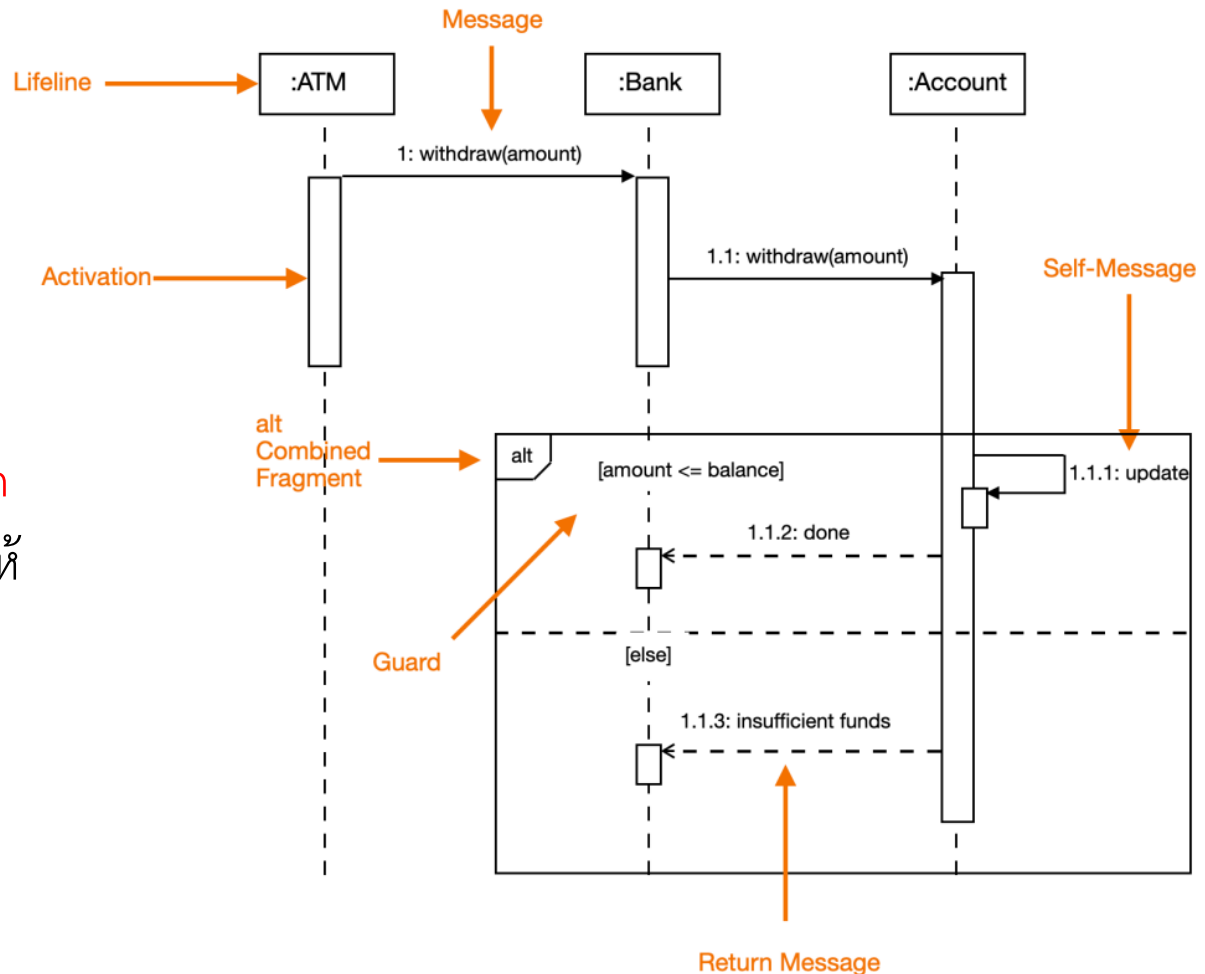 Message
Lifeline
:ATM
:Bank
:Account
1: withdraw(amount)
1.1: withdraw(amount)
Activation
Self-Message
alt
Combined
Fragment
alt
[amount <= balance]
1.1.1: update
1.1.2: done
Guard
[else]
1.1.3: insufficient funds
Return Message